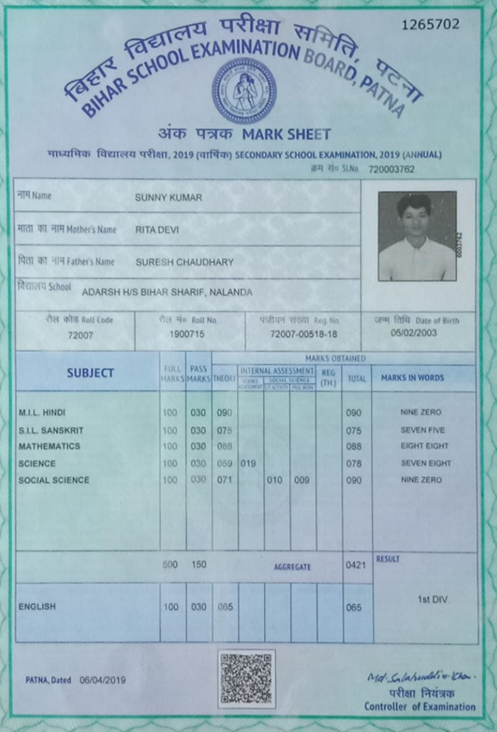 1265702
बिहार विद्यालय परीक्षा समिति, पटना
BIHAR SCHOOL EXAMINATION BOARD, PATNA
अंक पत्रक MARK SHEET
माध्यमिक विद्यालय परीक्षा, 2019 (वार्षिक) SECONDARY SCHOOL EXAMINATION, 2019 (ANNUAL)
क्रम सं० Sl.No. 720003762
नाम Name SUNNY KUMAR
माता का नाम Mother's Name RITA DEVI
पिता का नाम Father's Name SURESH CHAUDHARY
विद्यालय School ADARSH H/S BIHAR SHARIF, NALANDA
रौल कोड Roll Code रौल नं० Roll No. पंजीयन संख्या Reg. No. जन्म तिथि Date of Birth
72007 1900715 72007-00518-18 05/02/2003
MARKS OBTAINED
SUBJECT FULL MARKS PASS MARKS THEORY INTERNAL ASSESSMENT REG (TH.) TOTAL MARKS IN WORDS
SOCIAL SCIENCE
M.I.L. HINDI 100 030 090 090 NINE ZERO
S.I.L. SANSKRIT 100 030 075 075 SEVEN FIVE
MATHEMATICS 100 030 088 088 EIGHT EIGHT
SCIENCE 100 030 059 019 078 SEVEN EIGHT
SOCIAL SCIENCE 100 030 071 010 009 090 NINE ZERO
500 150 AGGREGATE 0421 RESULT
1st DIV.
ENGLISH 100 030 065 065
PATNA, Dated 06/04/2019
परीक्षा नियंत्रक
Controller of Examination